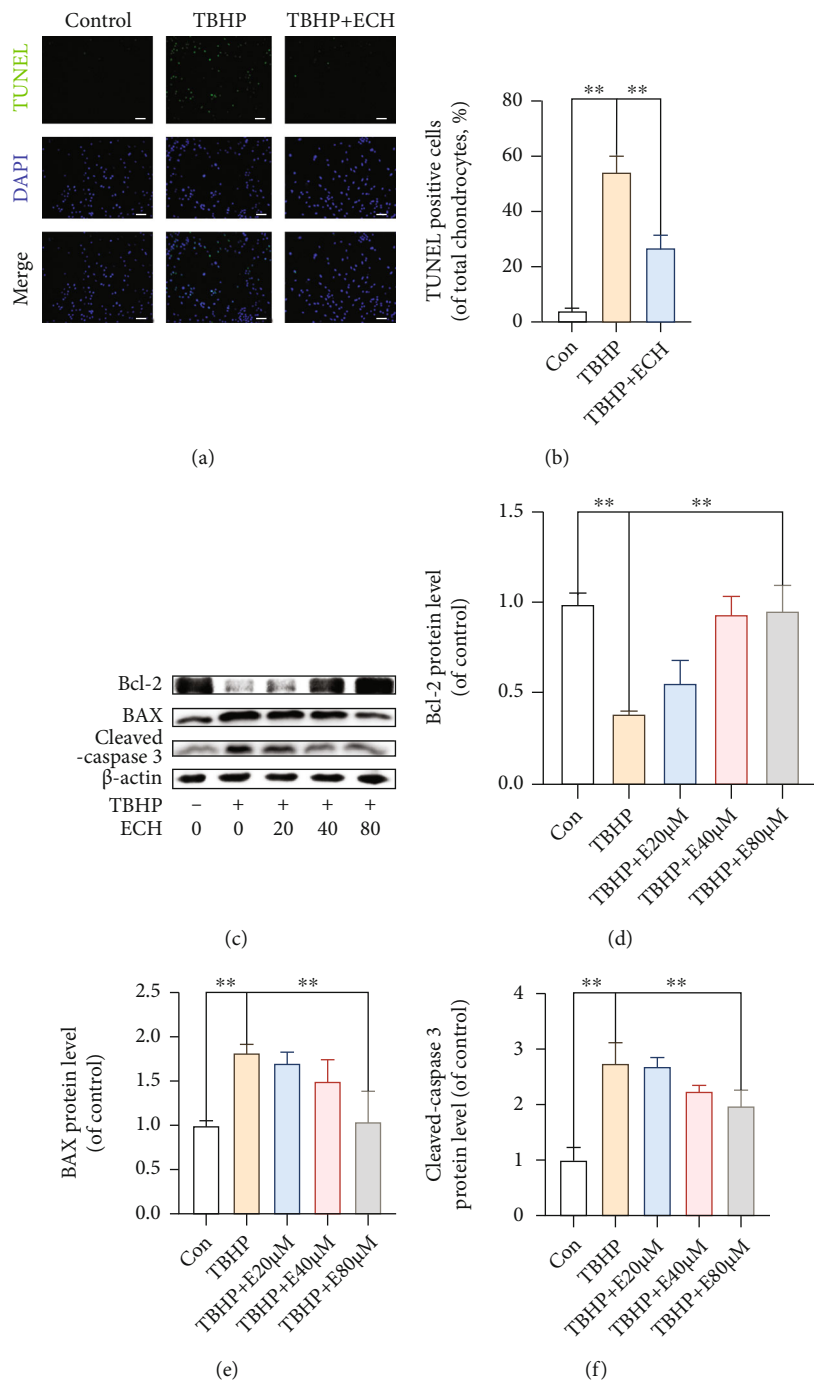 Control TBHP TBHP+ECH
TUNEL
DAPI
Merge
(a)
TUNEL positive cells
(of total chondrocytes, %)
80
60
40
20
0
** **
Con
TBHP
TBHP+ECH
(b)
Bcl-2
BAX
Cleaved
-caspase 3
β-actin
TBHP − + + + +
ECH 0 0 20 40 80
(c)
Bcl-2 protein level
(of control)
1.5
1.0
0.5
0.0
** **
Con
TBHP
TBHP+E20μM
TBHP+E40μM
TBHP+E80μM
(d)
BAX protein level
(of control)
2.5
2.0
1.5
1.0
0.5
0.0
** **
Con
TBHP
TBHP+E20μM
TBHP+E40μM
TBHP+E80μM
(e)
Cleaved-caspase 3
protein level (of control)
4
3
2
1
0
** **
Con
TBHP
TBHP+E20μM
TBHP+E40μM
TBHP+E80μM
(f)